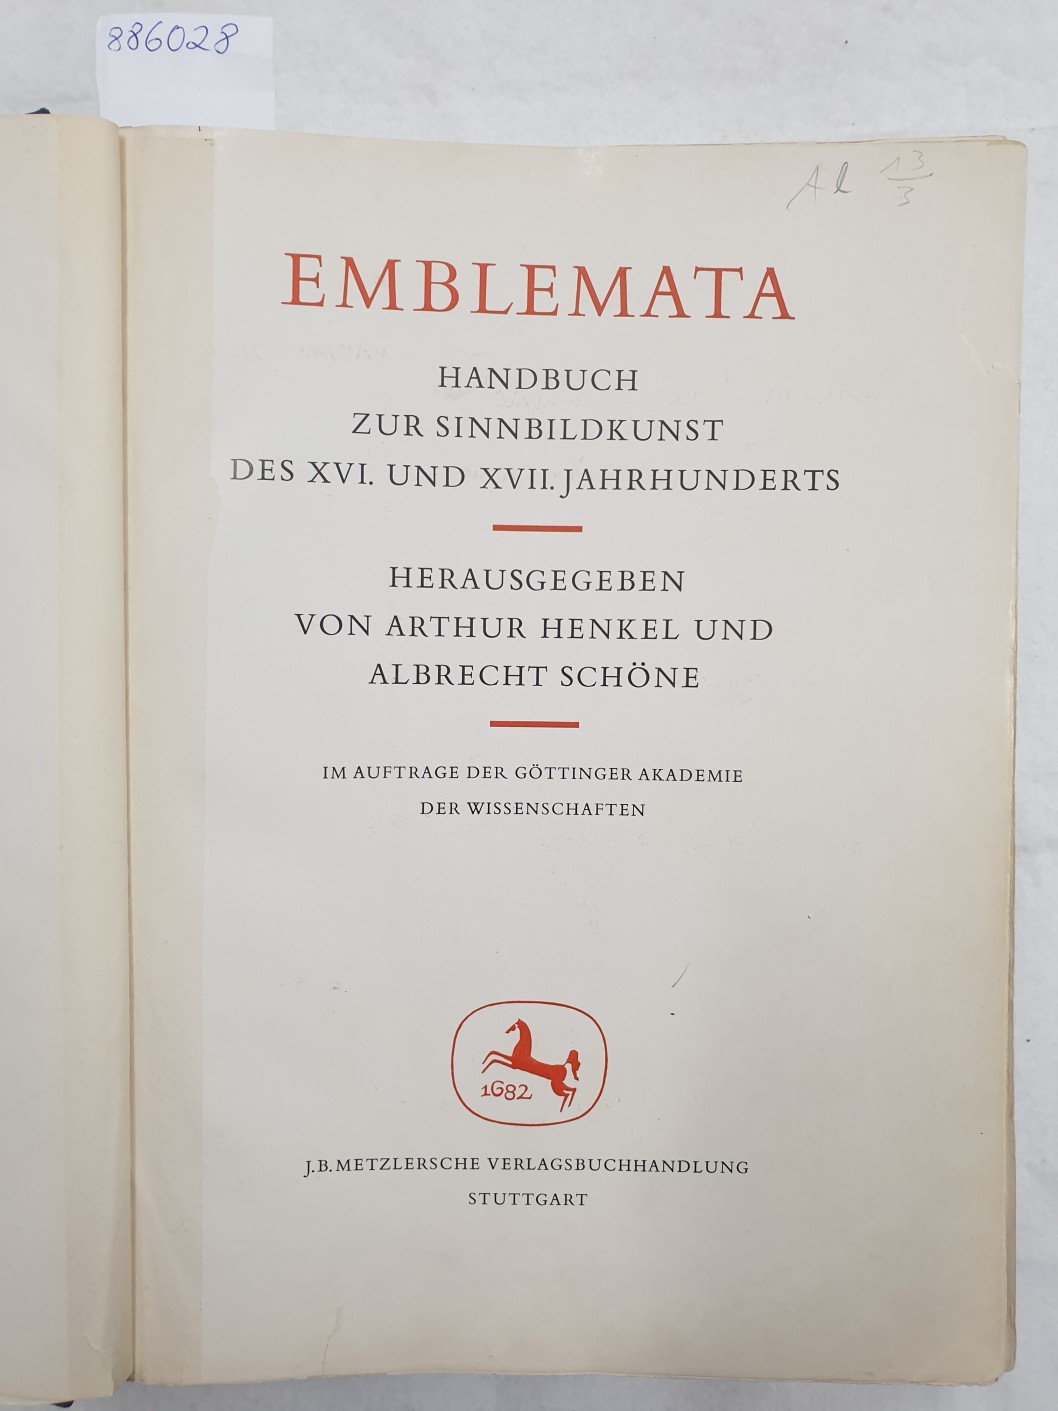 886028
Al 13/3
EMBLEMATA
HANDBUCH
ZUR SINNBILDKUNST
DES XVI. UND XVII. JAHRHUNDERTS
HERAUSGEGEBEN
VON ARTHUR HENKEL UND
ALBRECHT SCHÖNE
IM AUFTRAGE DER GÖTTINGER AKADEMIE
DER WISSENSCHAFTEN
1682
J. B. METZLERSCHE VERLAGSBUCHHANDLUNG
STUTTGART